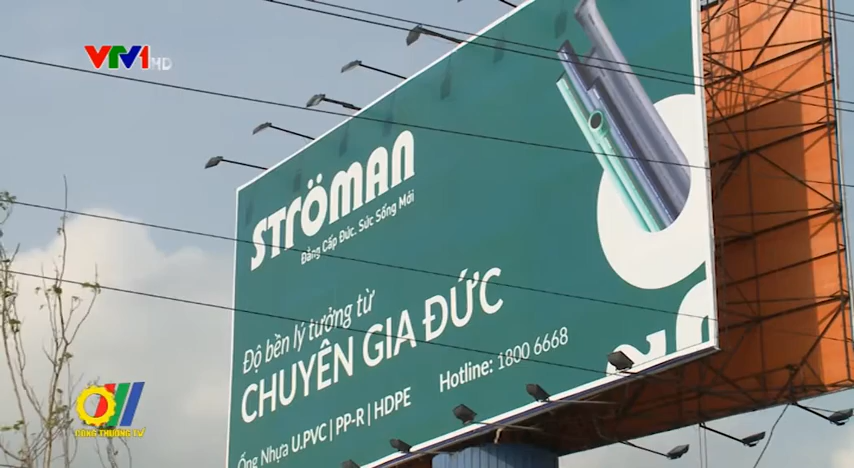 VTV1 HD
STRÖMAN
Đẳng Cấp Đức. Sức Sống Mới
Độ bền lý tưởng từ
CHUYÊN GIA ĐỨC
Ống Nhựa U.PVC | PP-R | HDPE
Hotline: 1800 6668
CÔNG THƯƠNG TV